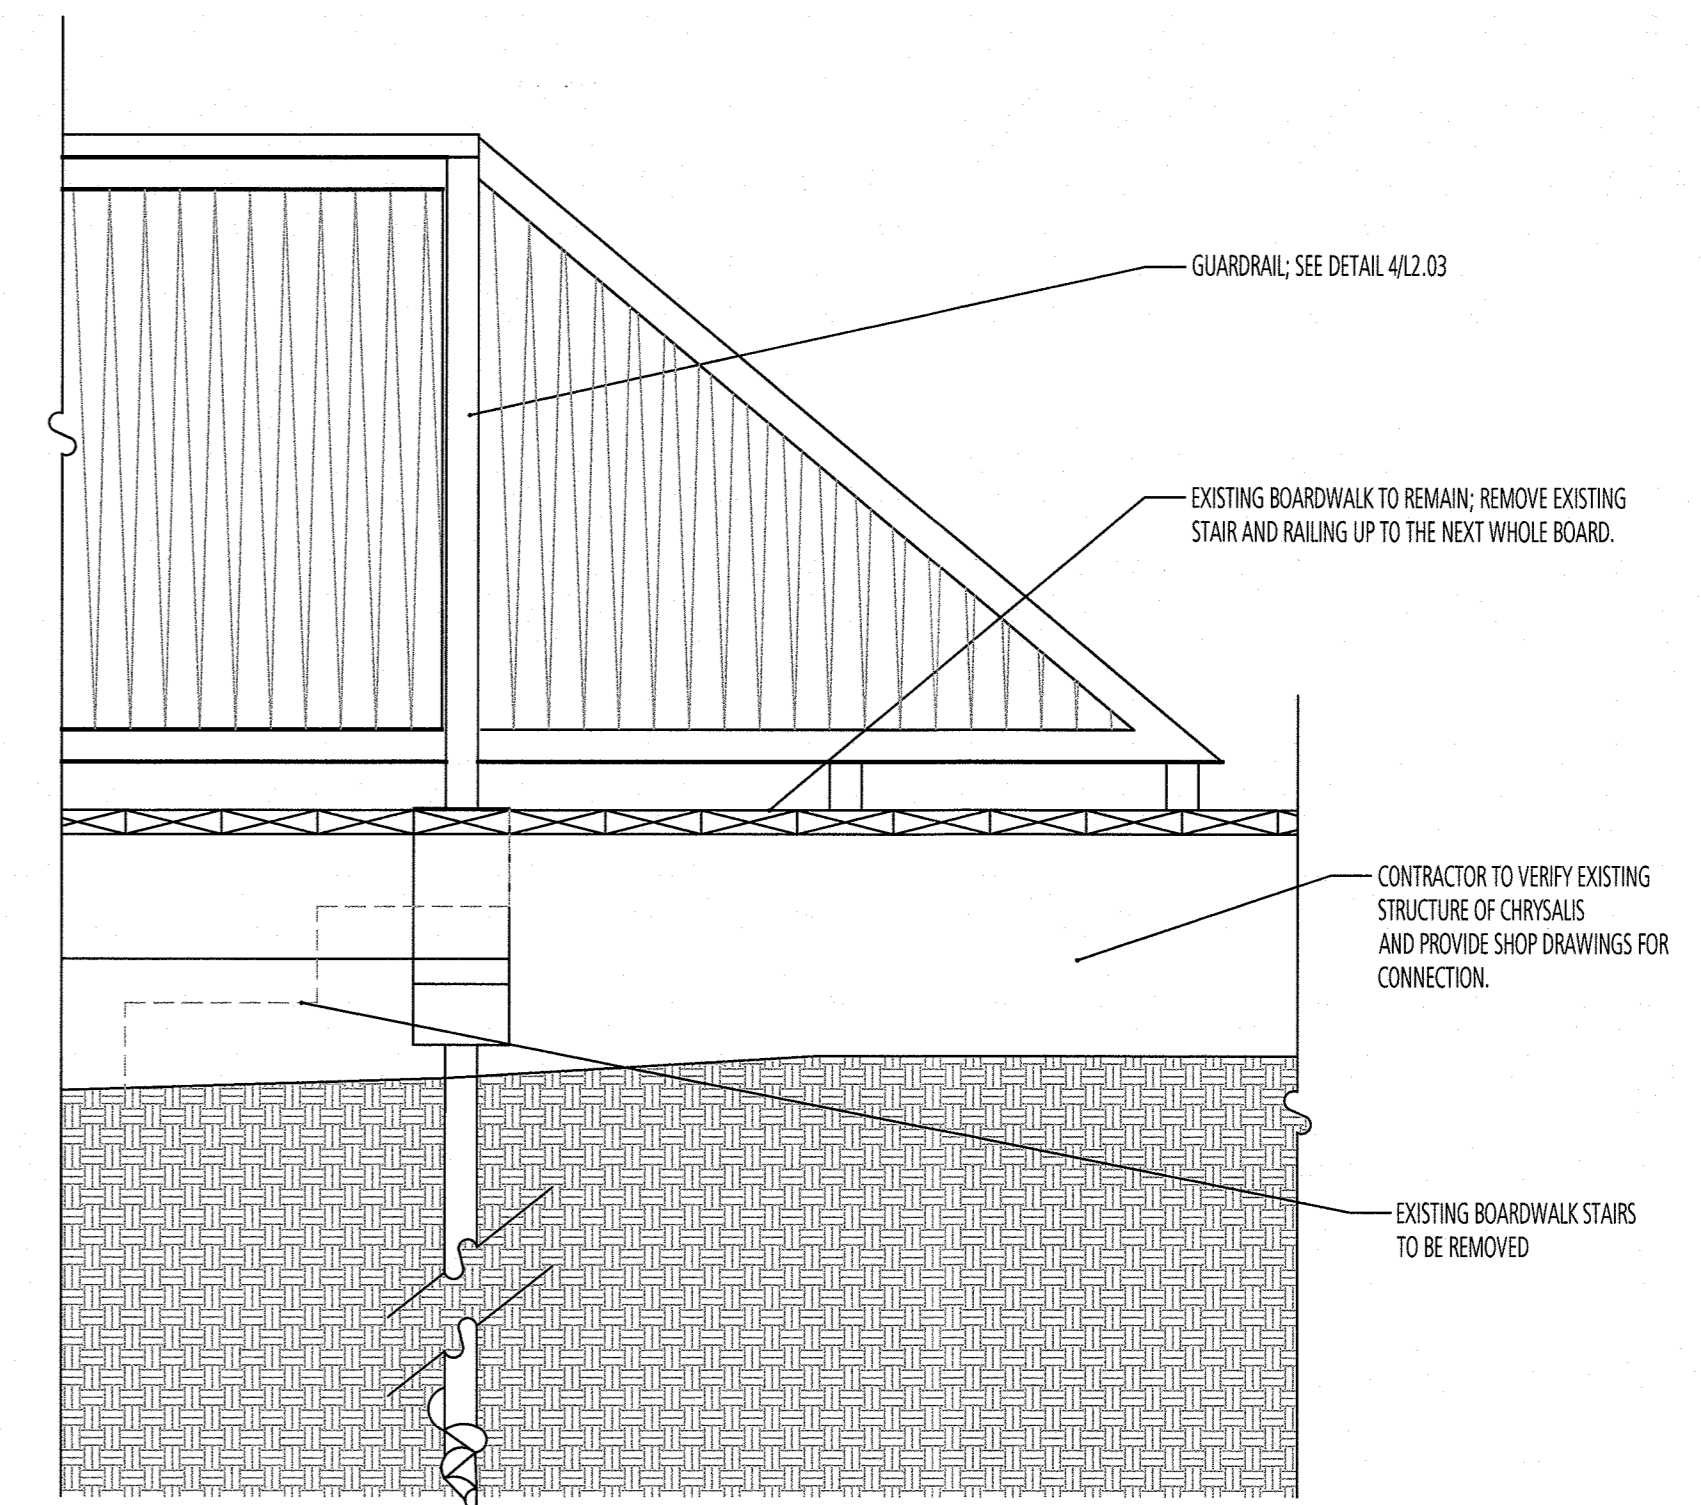 GUARDRAIL; SEE DETAIL 4/L2.03
EXISTING BOARDWALK TO REMAIN; REMOVE EXISTING
STAIR AND RAILING UP TO THE NEXT WHOLE BOARD.
CONTRACTOR TO VERIFY EXISTING
STRUCTURE OF CHRYSALIS
AND PROVIDE SHOP DRAWINGS FOR
CONNECTION.
EXISTING BOARDWALK STAIRS
TO BE REMOVED